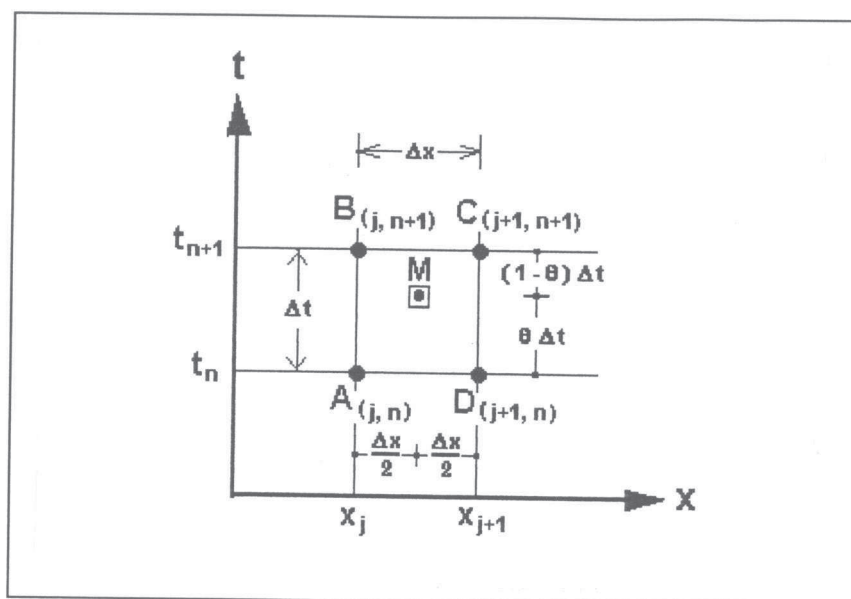 t
Δx
B(j, n+1) C(j+1, n+1)
tn+1
M
(1 - θ) Δt
Δt
θ Δt
tn
A(j, n) D(j+1, n)
Δx/2 Δx/2
X
xj xj+1